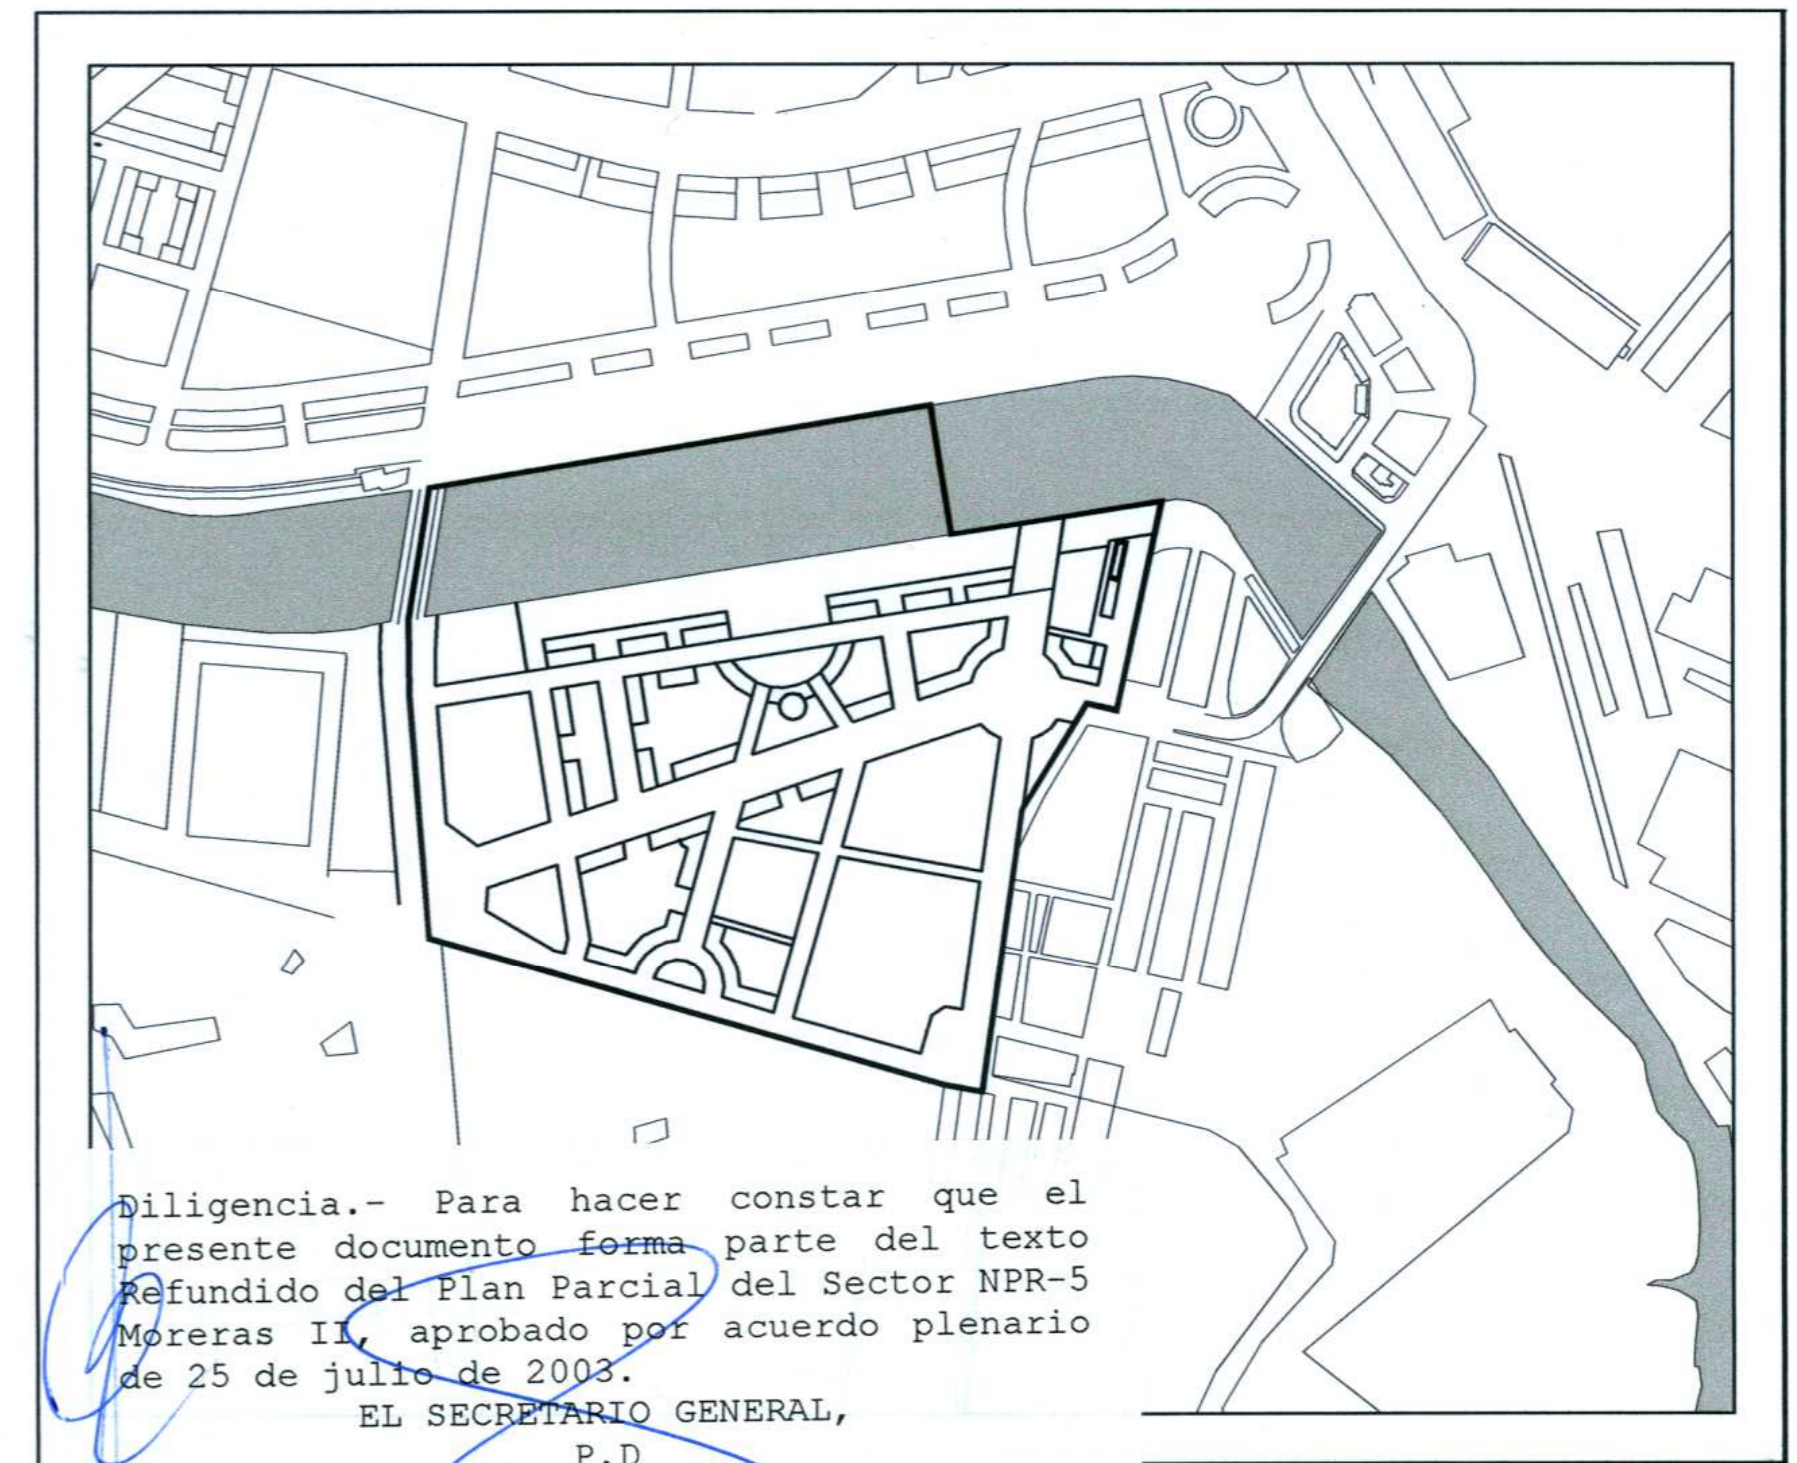 Diligencia.- Para hacer constar que el
presente documento forma parte del texto
Refundido del Plan Parcial del Sector NPR-5
Moreras II, aprobado por acuerdo plenario
de 25 de julio de 2003.
EL SECRETARIO GENERAL,
P.D